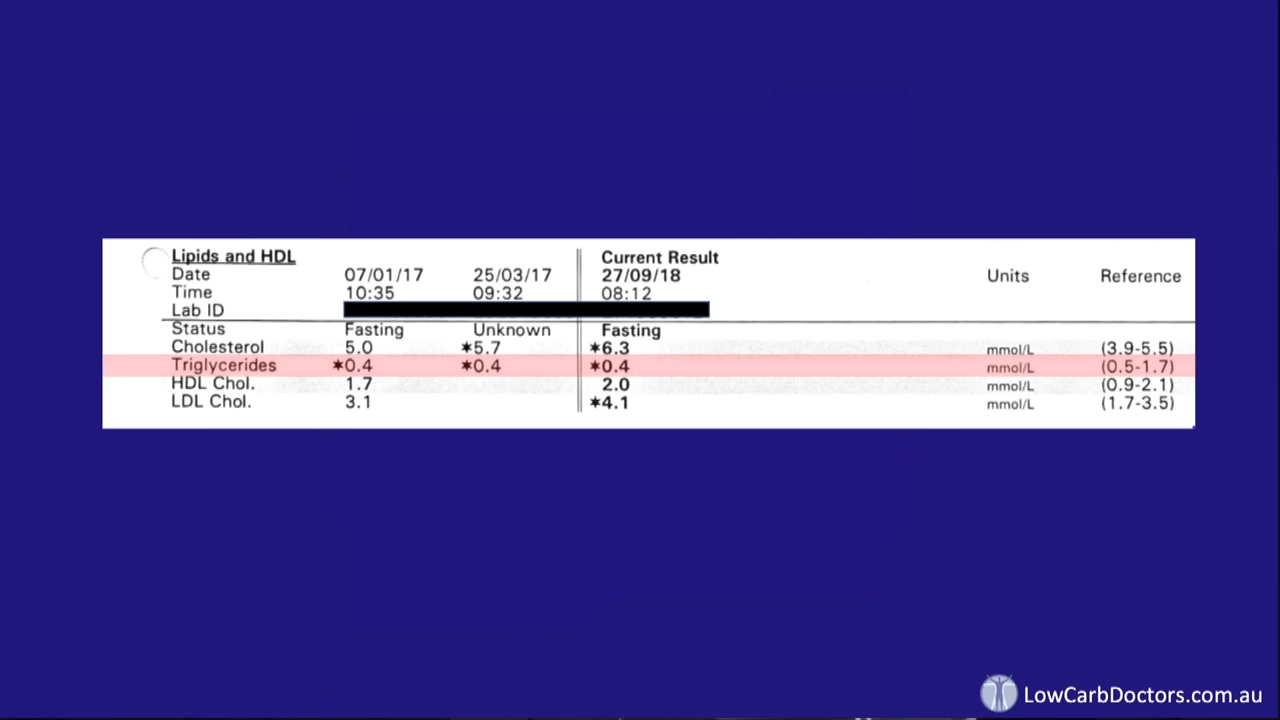 Lipids and HDL Current Result
Date 07/01/17 25/03/17 27/09/18 Units Reference
Time 10:35 09:32 08:12
Lab ID
Status Fasting Unknown Fasting
Cholesterol 5.0 *5.7 *6.3 mmol/L (3.9-5.5)
Triglycerides *0.4 *0.4 *0.4 mmol/L (0.5-1.7)
HDL Chol. 1.7 2.0 mmol/L (0.9-2.1)
LDL Chol. 3.1 *4.1 mmol/L (1.7-3.5)
LowCarbDoctors.com.au